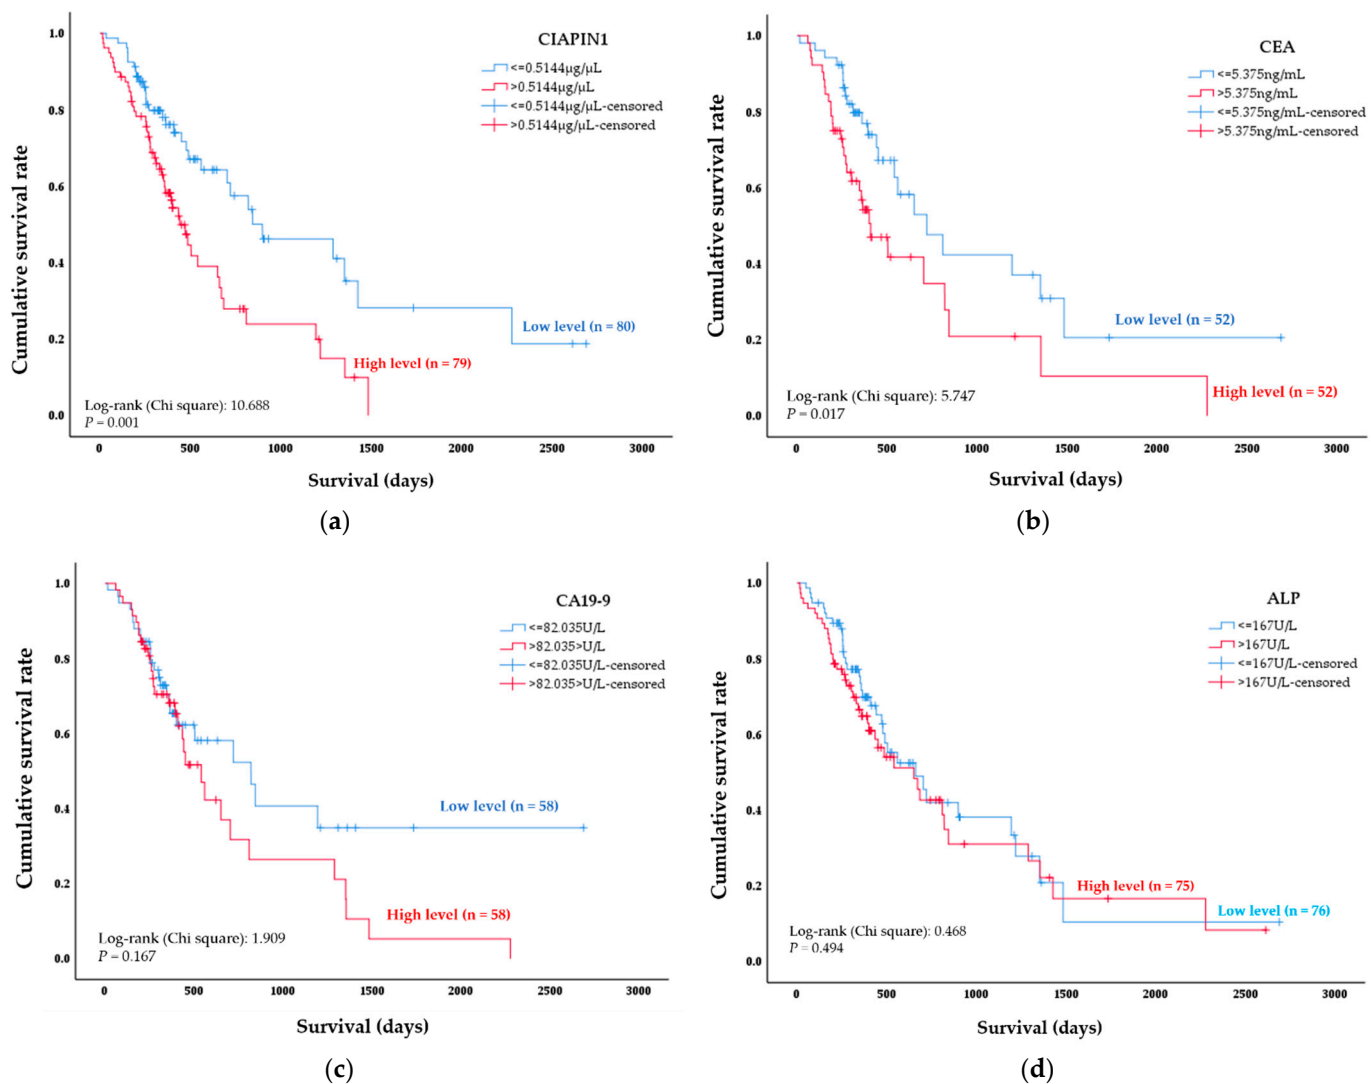 CIAPIN1
<=0.5144µg/µL
>0.5144µg/µL
<=0.5144µg/µL-censored
>0.5144µg/µL-censored
Cumulative survival rate
1.0
0.8
0.6
0.4
0.2
0.0
Low level (n = 80)
High level (n = 79)
Log-rank (Chi square): 10.688
P = 0.001
0 500 1000 1500 2000 2500 3000
Survival (days)
(a)
CEA
<=5.375ng/mL
>5.375ng/mL
<=5.375ng/mL-censored
>5.375ng/mL-censored
Cumulative survival rate
1.0
0.8
0.6
0.4
0.2
0.0
Low level (n = 52)
High level (n = 52)
Log-rank (Chi square): 5.747
P = 0.017
0 500 1000 1500 2000 2500 3000
Survival (days)
(b)
CA19-9
<=82.035U/L
>82.035>U/L
<=82.035U/L-censored
>82.035>U/L-censored
Cumulative survival rate
1.0
0.8
0.6
0.4
0.2
0.0
Low level (n = 58)
High level (n = 58)
Log-rank (Chi square): 1.909
P = 0.167
0 500 1000 1500 2000 2500 3000
Survival (days)
(c)
ALP
<=167U/L
>167U/L
<=167U/L-censored
>167U/L-censored
Cumulative survival rate
1.0
0.8
0.6
0.4
0.2
0.0
High level (n = 75)
Low level (n = 76)
Log-rank (Chi square): 0.468
P = 0.494
0 500 1000 1500 2000 2500 3000
Survival (days)
(d)